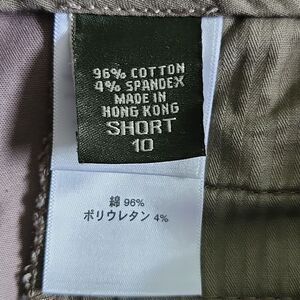 96% COTTON
4% SPANDEX
MADE IN
HONG KONG
SHORT
10
綿 96%
ポリウレタン 4%